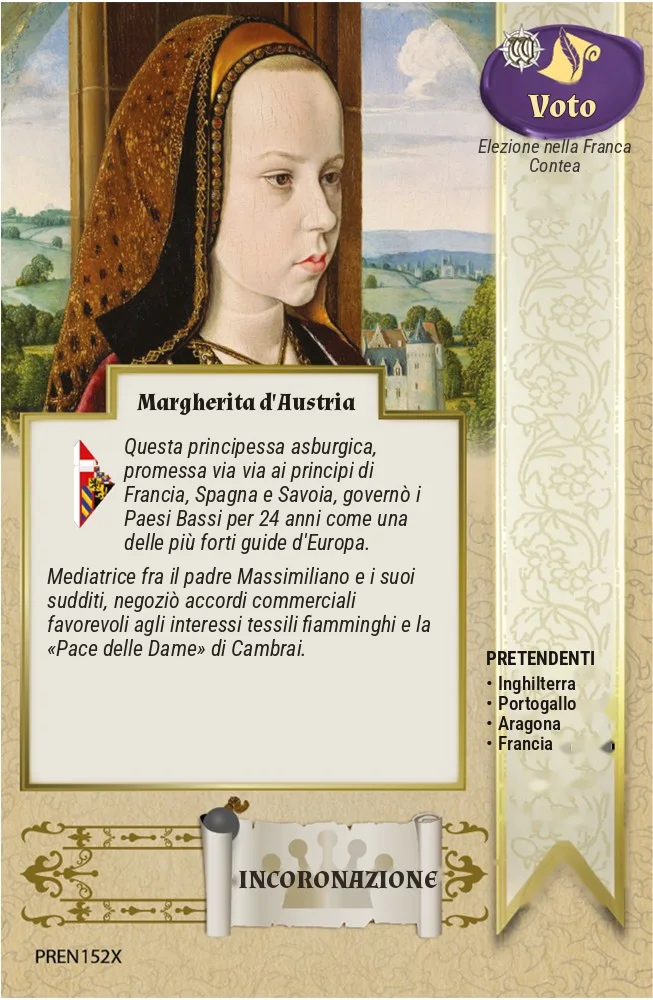 Voto
Elezione nella Franca
Contea
Margherita d'Austria
Questa principessa asburgica,
promessa via via ai principi di
Francia, Spagna e Savoia, governò i
Paesi Bassi per 24 anni come una
delle più forti guide d'Europa.
Mediatrice fra il padre Massimiliano e i suoi
sudditi, negoziò accordi commerciali
favorevoli agli interessi tessili fiamminghi e la
«Pace delle Dame» di Cambrai.
PRETENDENTI
• Inghilterra
• Portogallo
• Aragona
• Francia
INCORONAZIONE
PREN152X